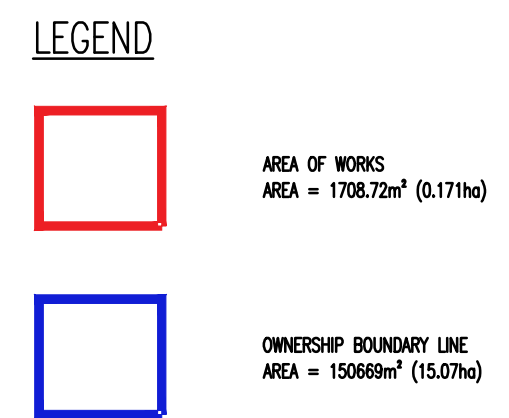 LEGEND
AREA OF WORKS
AREA = 1708.72m² (0.171ha)
OWNERSHIP BOUNDARY LINE
AREA = 150669m² (15.07ha)